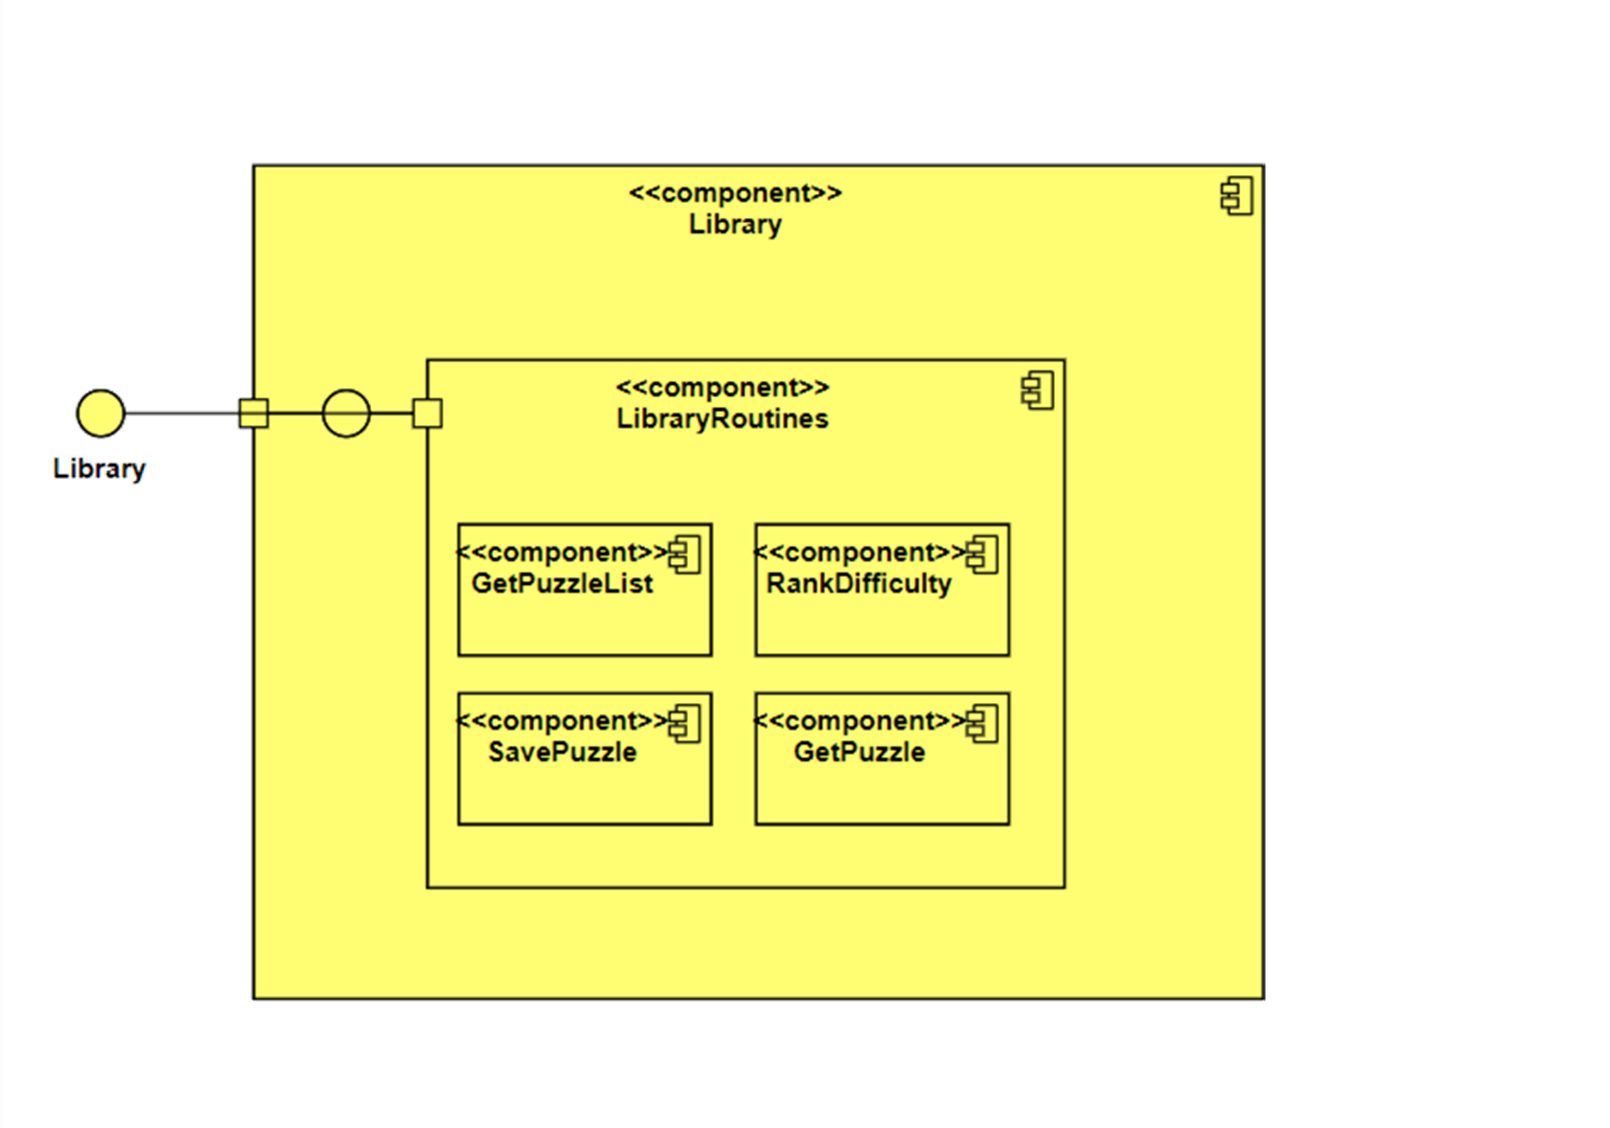 <<component>>
Library
Library
<<component>>
LibraryRoutines
<<component>>
GetPuzzleList
<<component>>
RankDifficulty
<<component>>
SavePuzzle
<<component>>
GetPuzzle